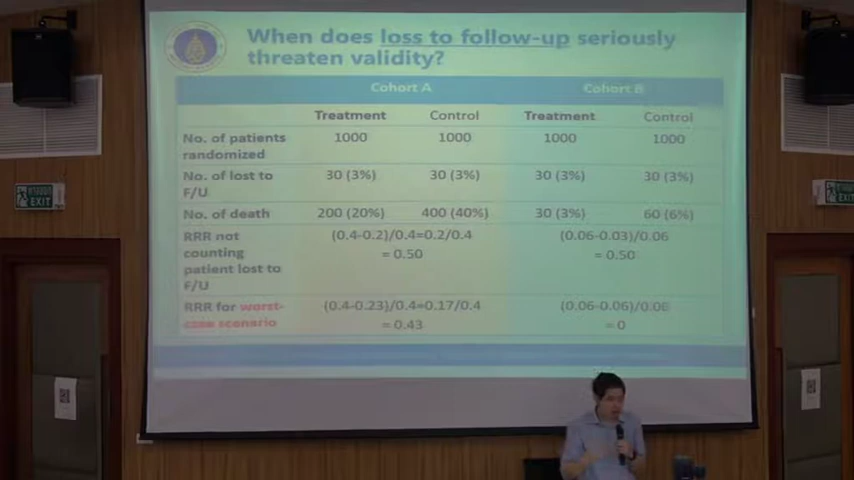 When does loss to follow-up seriously
threaten validity?
Cohort A Cohort B
Treatment Control Treatment Control
No. of patients
randomized 1000 1000 1000 1000
No. of lost to
F/U 30 (3%) 30 (3%) 30 (3%) 30 (3%)
No. of death 200 (20%) 400 (40%) 30 (3%) 60 (6%)
RRR not
counting
patient lost to
F/U
(0.4-0.2)/0.4=0.2/0.4
= 0.50
(0.06-0.03)/0.06
= 0.50
RRR for worst-
case scenario
(0.4-0.23)/0.4=0.17/0.4
= 0.43
(0.06-0.06)/0.06
= 0
EXIT
EXIT